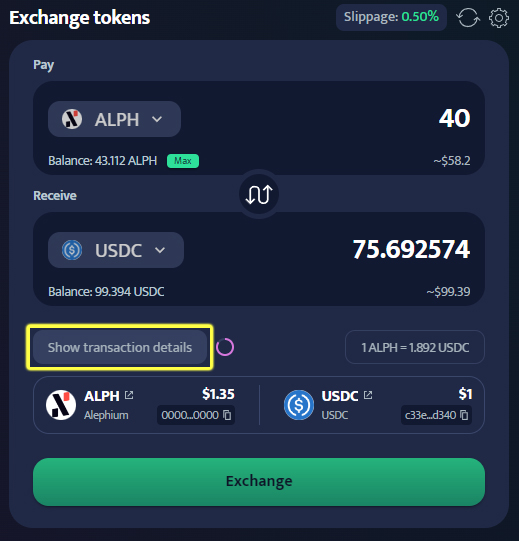 Exchange tokens
Slippage: 0.50%
Pay
ALPH
40
Balance: 43.112 ALPH Max
~$58.2
Receive
USDC
75.692574
Balance: 99.394 USDC
~$99.39
Show transaction details
1 ALPH = 1.892 USDC
ALPH $1.35
Alephium 0000...0000
USDC $1
USDC c33e...d340
Exchange